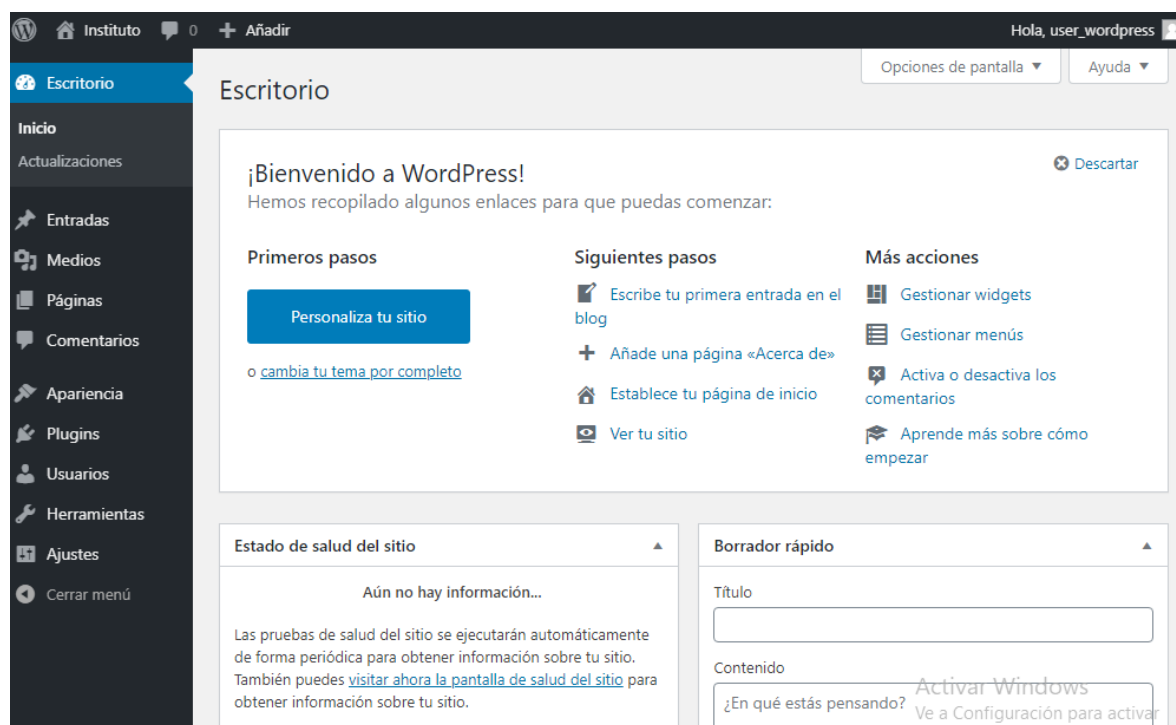 Instituto 0 Añadir Hola, user_wordpress
Escritorio
Inicio
Actualizaciones
Entradas
Medios
Páginas
Comentarios
Apariencia
Plugins
Usuarios
Herramientas
Ajustes
Cerrar menú
Opciones de pantalla ▼ Ayuda ▼
Escritorio
¡Bienvenido a WordPress! Descartar
Hemos recopilado algunos enlaces para que puedas comenzar:
Primeros pasos
Personaliza tu sitio
o cambia tu tema por completo
Siguientes pasos
Escribe tu primera entrada en el
blog
Añade una página «Acerca de»
Establece tu página de inicio
Ver tu sitio
Más acciones
Gestionar widgets
Gestionar menús
Activa o desactiva los
comentarios
Aprende más sobre cómo
empezar
Estado de salud del sitio
Aún no hay información...
Las pruebas de salud del sitio se ejecutarán automáticamente
de forma periódica para obtener información sobre tu sitio.
También puedes visitar ahora la pantalla de salud del sitio para
obtener información sobre tu sitio.
Borrador rápido
Título
Contenido
¿En qué estás pensando?
Activar Windows
Ve a Configuración para activar